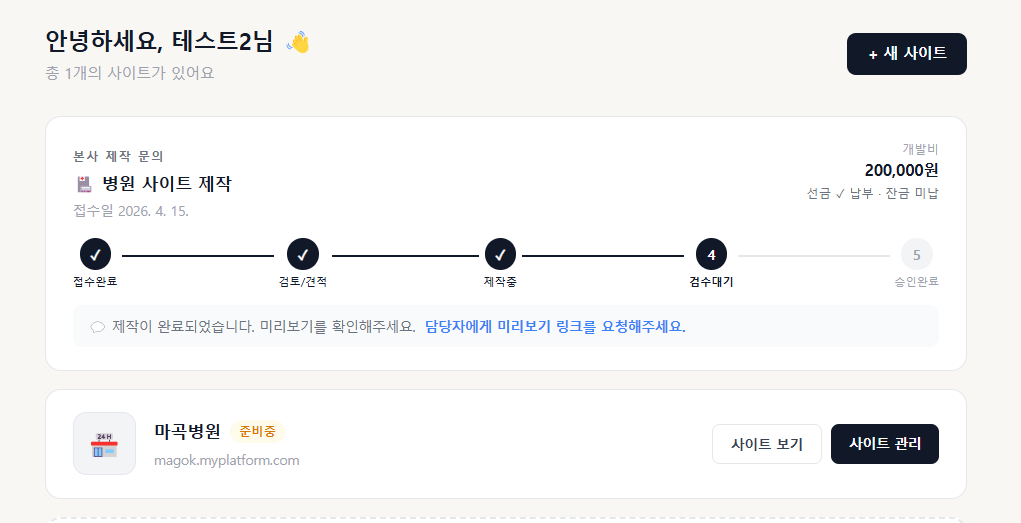 안녕하세요, 테스트2님 👋
총 1개의 사이트가 있어요
+ 새 사이트
본사 제작 문의
병원 사이트 제작
접수일 2026. 4. 15.
개발비
200,000원
선금 ✓ 납부 · 잔금 미납
✓ ✓ ✓ 4 5
접수완료 검토/견적 제작중 검수대기 승인완료
제작이 완료되었습니다. 미리보기를 확인해주세요. 담당자에게 미리보기 링크를 요청해주세요.
24H
마곡병원 준비중
magok.myplatform.com
사이트 보기 사이트 관리